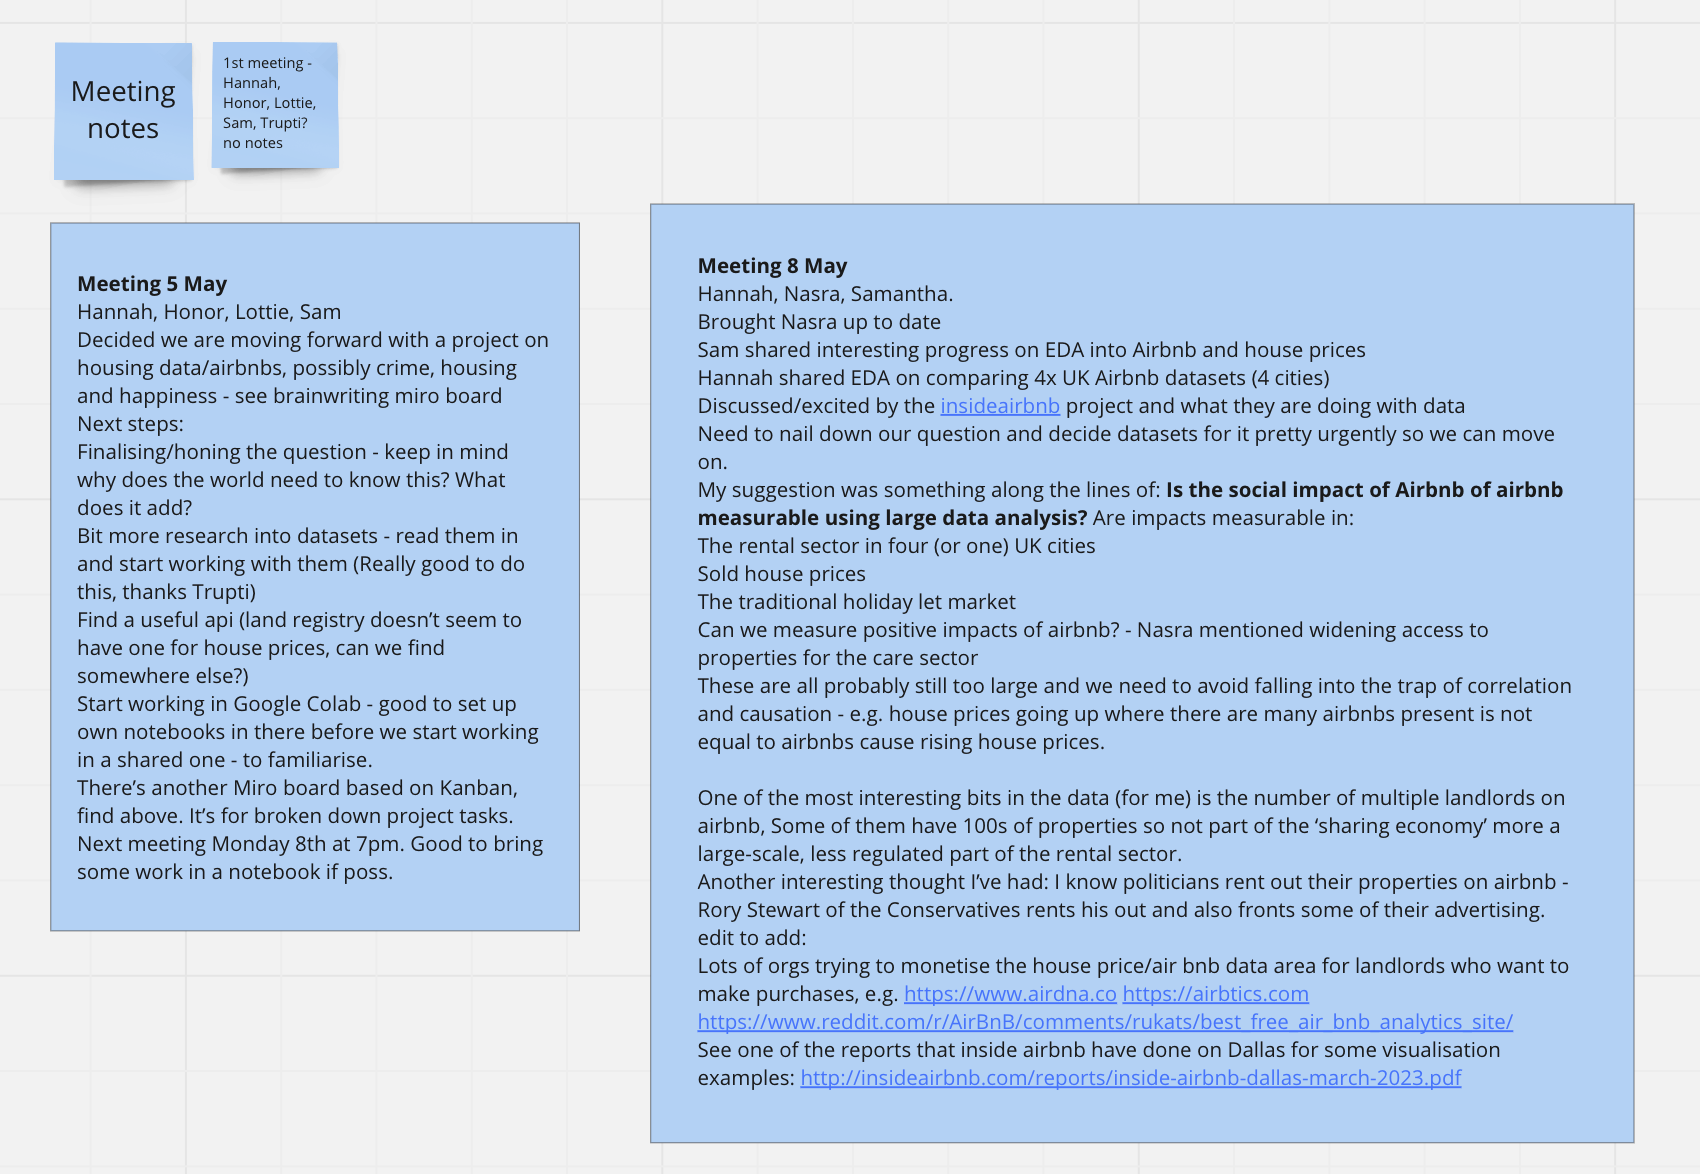 Meeting
notes
1st meeting -
Hannah,
Honor, Lottie,
Sam, Trupti?
no notes
Meeting 5 May
Hannah, Honor, Lottie, Sam
Decided we are moving forward with a project on
housing data/airbnbs, possibly crime, housing
and happiness - see brainwriting miro board
Next steps:
Finalising/honing the question - keep in mind
why does the world need to know this? What
does it add?
Bit more research into datasets - read them in
and start working with them (Really good to do
this, thanks Trupti)
Find a useful api (land registry doesn’t seem to
have one for house prices, can we find
somewhere else?)
Start working in Google Colab - good to set up
own notebooks in there before we start working
in a shared one - to familiarise.
There’s another Miro board based on Kanban,
find above. It’s for broken down project tasks.
Next meeting Monday 8th at 7pm. Good to bring
some work in a notebook if poss.
Meeting 8 May
Hannah, Nasra, Samantha.
Brought Nasra up to date
Sam shared interesting progress on EDA into Airbnb and house prices
Hannah shared EDA on comparing 4x UK Airbnb datasets (4 cities)
Discussed/excited by the insideairbnb project and what they are doing with data
Need to nail down our question and decide datasets for it pretty urgently so we can move
on.
My suggestion was something along the lines of: Is the social impact of Airbnb of airbnb
measurable using large data analysis? Are impacts measurable in:
The rental sector in four (or one) UK cities
Sold house prices
The traditional holiday let market
Can we measure positive impacts of airbnb? - Nasra mentioned widening access to
properties for the care sector
These are all probably still too large and we need to avoid falling into the trap of correlation
and causation - e.g. house prices going up where there are many airbnbs present is not
equal to airbnbs cause rising house prices.
One of the most interesting bits in the data (for me) is the number of multiple landlords on
airbnb, Some of them have 100s of properties so not part of the ‘sharing economy’ more a
large-scale, less regulated part of the rental sector.
Another interesting thought I’ve had: I know politicians rent out their properties on airbnb -
Rory Stewart of the Conservatives rents his out and also fronts some of their advertising.
edit to add:
Lots of orgs trying to monetise the house price/air bnb data area for landlords who want to
make purchases, e.g. https://www.airdna.co https://airbtics.com
https://www.reddit.com/r/AirBnB/comments/rukats/best_free_air_bnb_analytics_site/
See one of the reports that inside airbnb have done on Dallas for some visualisation
examples: http://insideairbnb.com/reports/inside-airbnb-dallas-march-2023.pdf